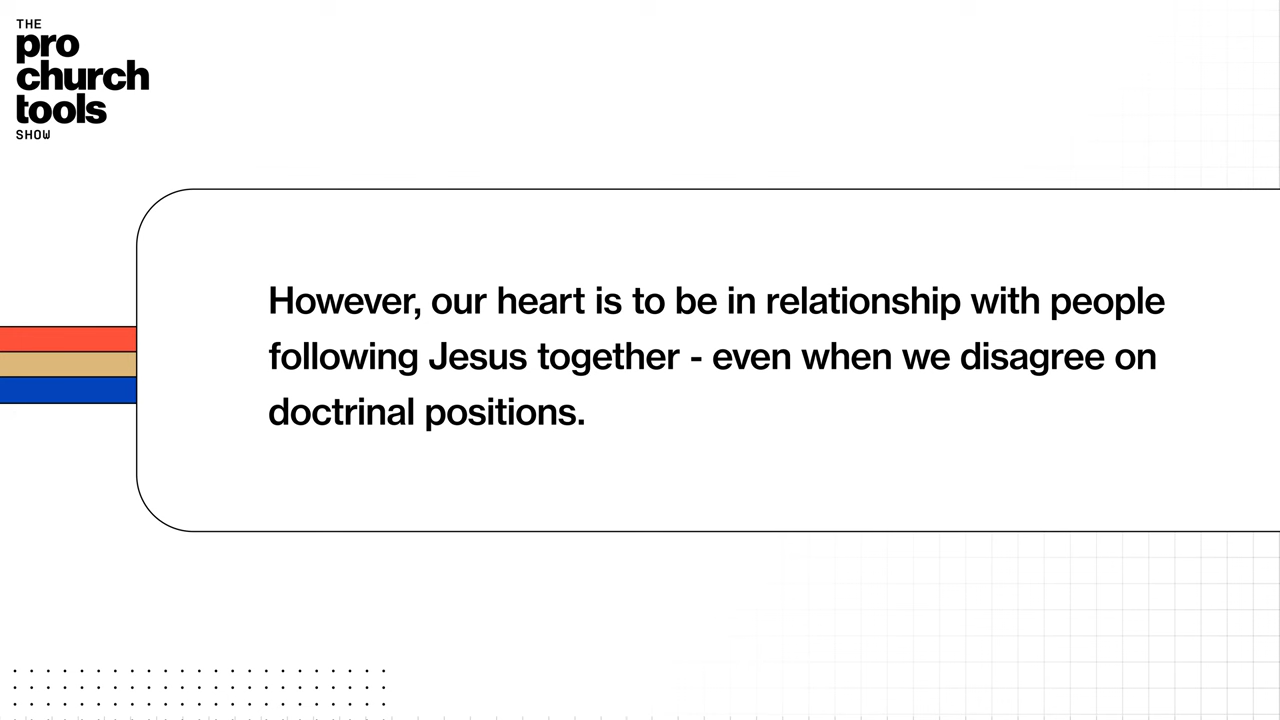 THE
pro
church
tools
SHOW
However, our heart is to be in relationship with people
following Jesus together - even when we disagree on
doctrinal positions.